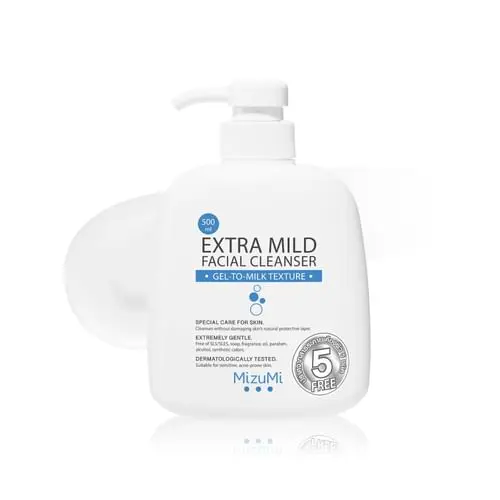 500
ml
EXTRA MILD
FACIAL CLEANSER
• GEL-TO-MILK TEXTURE •
SPECIAL CARE FOR SKIN.
Cleanser without damaging skin's natural protective layer.
EXTREMELY GENTLE.
Free of SLS/SLES, soap, fragrance, oil, paraben,
alcohol, synthetic colors.
DERMATOLOGICALLY TESTED.
Suitable for sensitive, acne-prone skin.
MizuMi
5
FREE